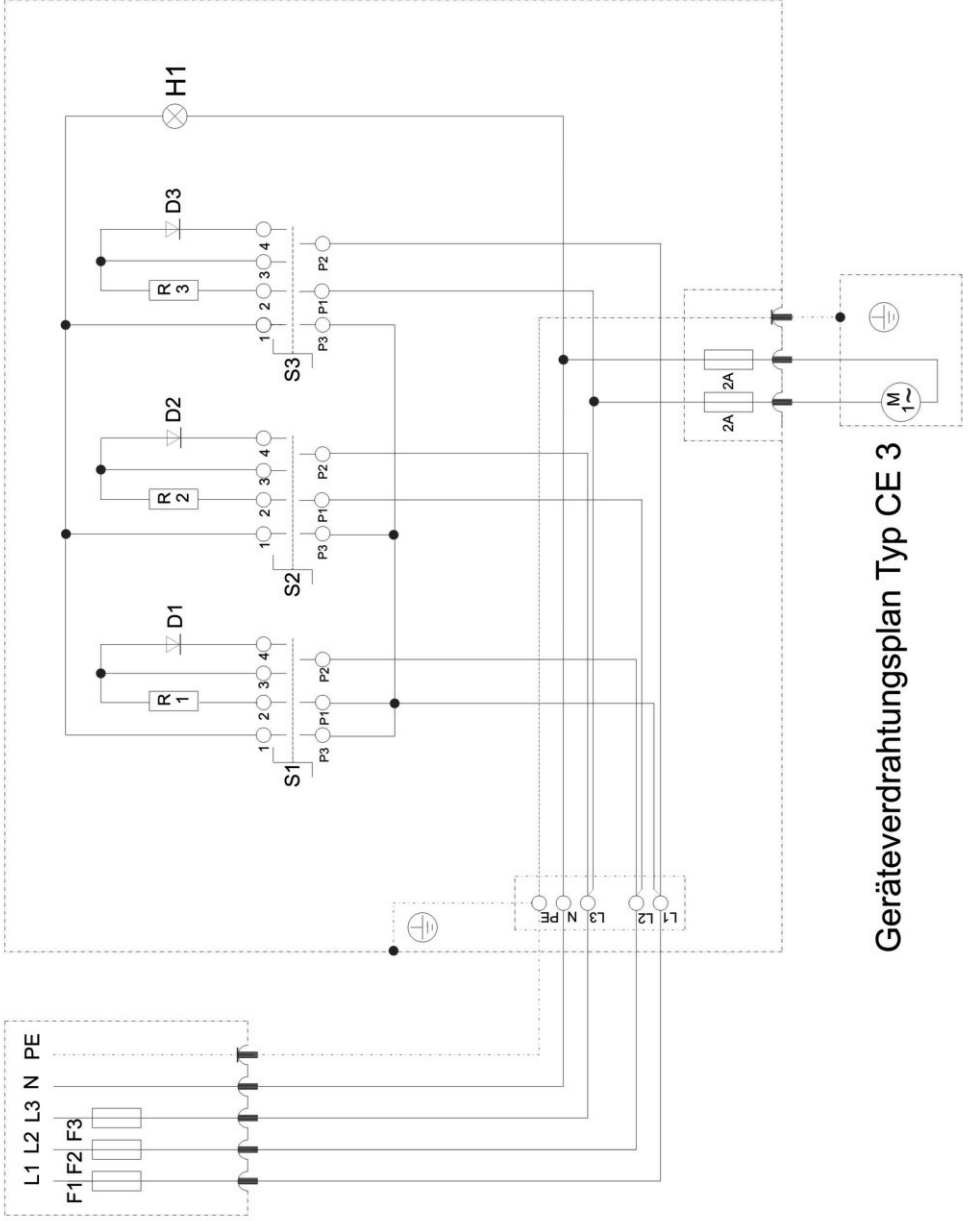 L1 L2 L3 N PE
F1 F2 F3
H1
D1
D2
D3
R 1
R 2
R 3
1 2 3 4
1 2 3 4
1 2 3 4
S1
S2
S3
P3 P1 P2
P3 P1 P2
P3 P1 P2
L1 L2 L3 N PE
2A 2A
M
1~
Geräteverdrahtungsplan Typ CE 3